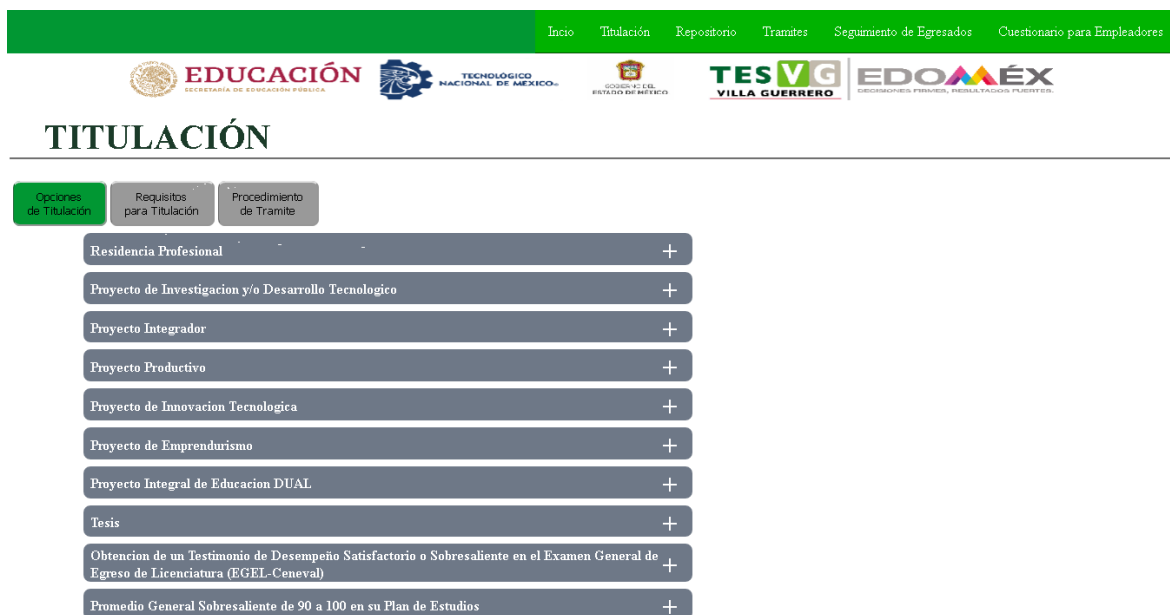 Incio Titulación Repositorio Tramites Seguimiento de Egresados Cuestionario para Empleadores
EDUCACIÓN
SECRETARÍA DE EDUCACIÓN PÚBLICA
TECNOLÓGICO
NACIONAL DE MÉXICO
GOBIERNO DEL
ESTADO DE MÉXICO
TESVG
VILLA GUERRERO
EDOMÉX
DECISIONES FIRMES, RESULTADOS FUERTES.
TITULACIÓN
Opciones
de Titulación
Requisitos
para Titulación
Procedimiento
de Tramite
Residencia Profesional
Proyecto de Investigacion y/o Desarrollo Tecnologico
Proyecto Integrador
Proyecto Productivo
Proyecto de Innovacion Tecnologica
Proyecto de Emprendurismo
Proyecto Integral de Educacion DUAL
Tesis
Obtencion de un Testimonio de Desempeño Satisfactorio o Sobresaliente en el Examen General de
Egreso de Licenciatura (EGEL-Ceneval)
Promedio General Sobresaliente de 90 a 100 en su Plan de Estudios